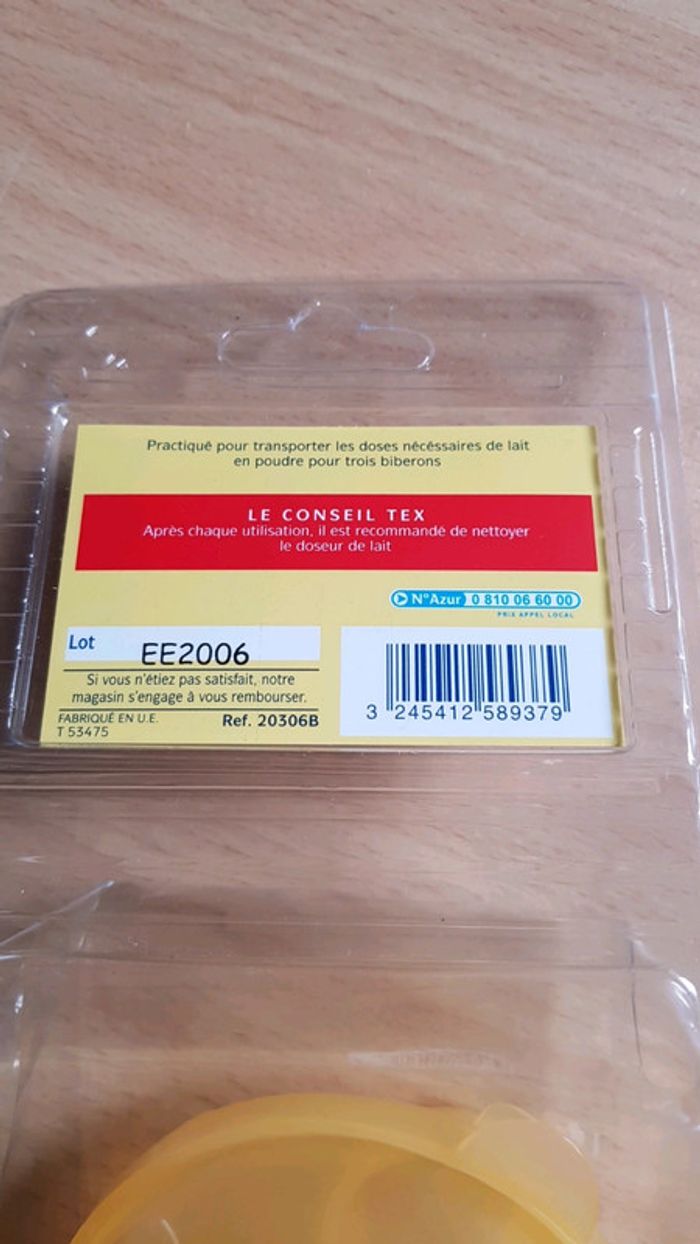 Practiqué pour transporter les doses nécéssaires de lait
en poudre pour trois biberons
LE CONSEIL TEX
Après chaque utilisation, il est recommandé de nettoyer
le doseur de lait
N°Azur 0 810 06 60 00
PRIX APPEL LOCAL
Lot EE2006
Si vous n'étiez pas satisfait, notre
magasin s'engage à vous rembourser.
FABRIQUÉ EN U.E.
T 53475
Ref. 20306B
3 245412 589379